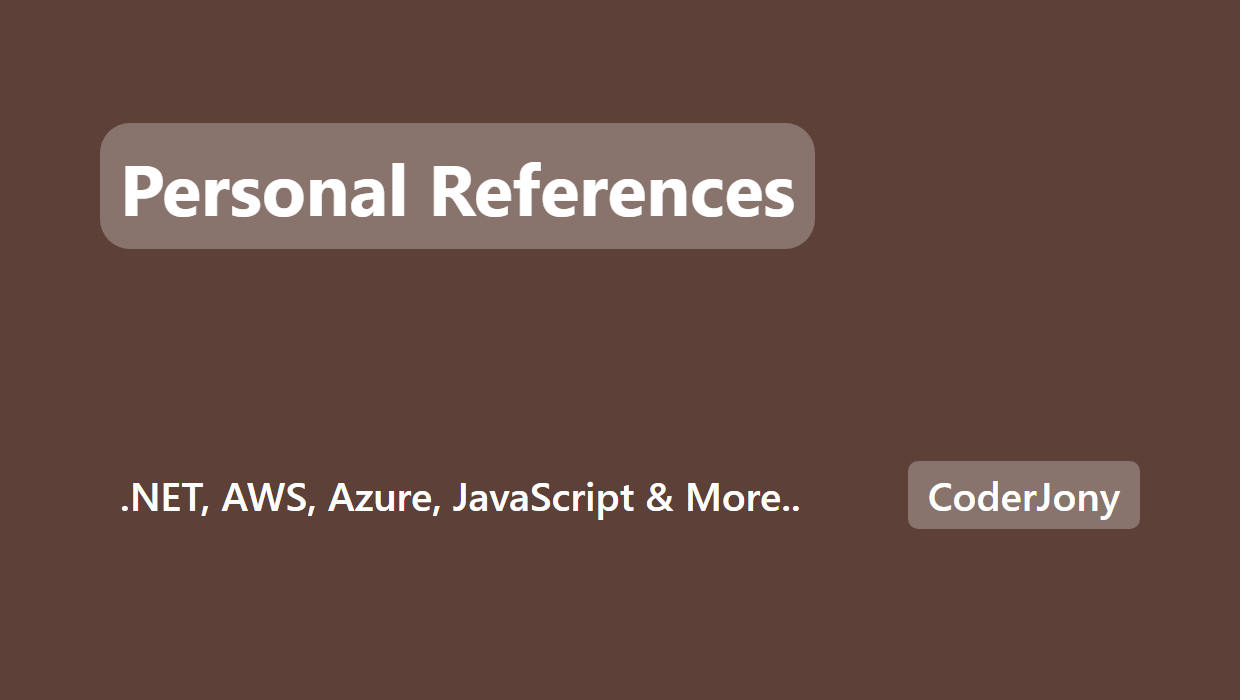 Personal References
.NET, AWS, Azure, JavaScript & More..
CoderJony